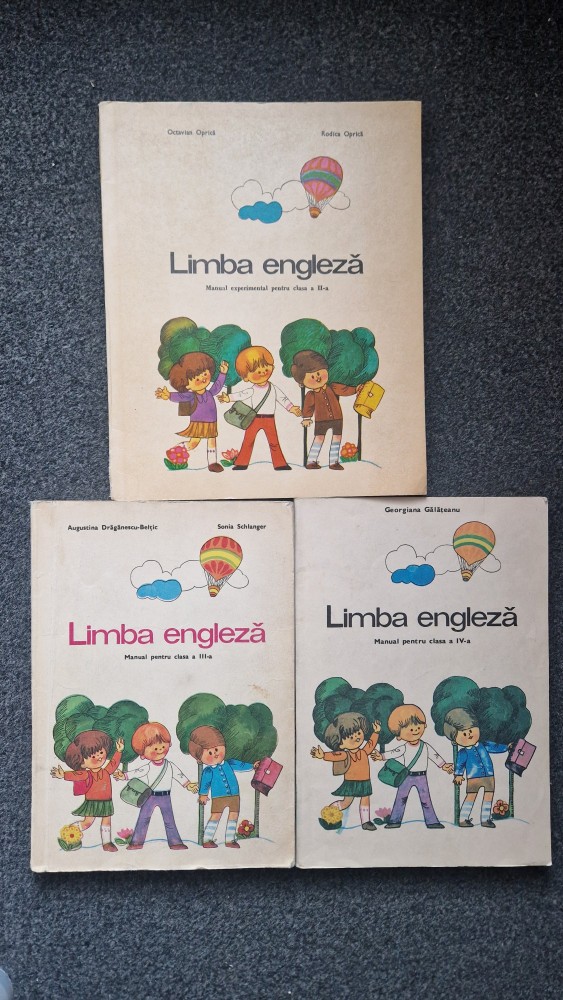 Octavian Oprică Rodica Oprică
Limba engleză
Manual experimental pentru clasa a II-a
Augustina Drăgănescu-Belțic Sonia Schlanger
Limba engleză
Manual pentru clasa a III-a
Georgiana Gălățeanu
Limba engleză
Manual pentru clasa a IV-a